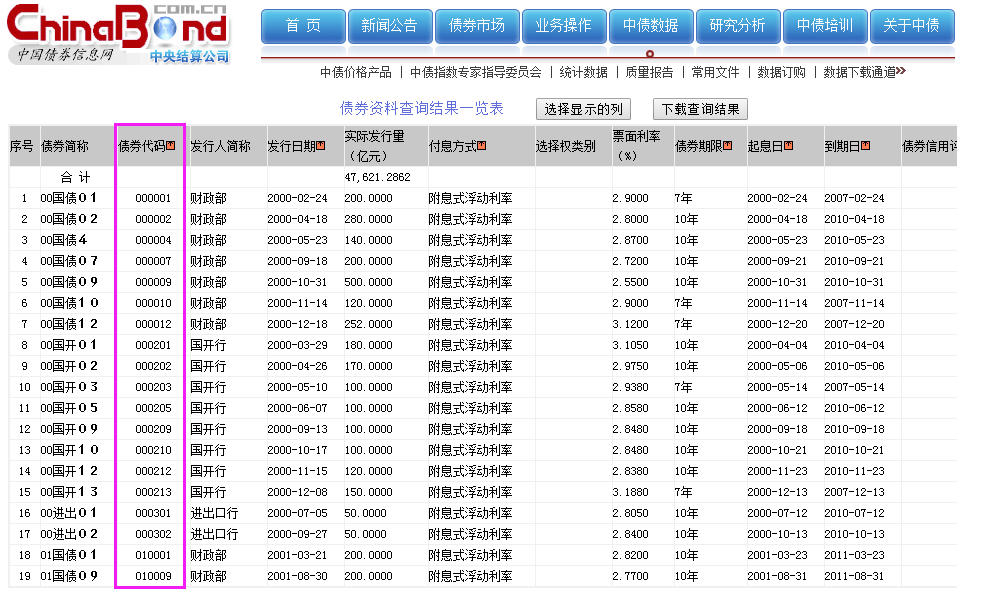 ChinaBond
.com.cn
中国债券信息网 中央结算公司
首 页 新闻公告 债券市场 业务操作 中债数据 研究分析 中债培训 关于中债
中债价格产品 | 中债指数专家指导委员会 | 统计数据 | 质量报告 | 常用文件 | 数据订购 | 数据下载通道>>
债券资料查询结果一览表 选择显示的列 下载查询结果
序号 债券简称 债券代码 发行人简称 发行日期 实际发行量（亿元） 付息方式 选择权类别 票面利率（%） 债券期限 起息日 到期日 债券信用评
合 计 47,621.2862
1 00国债０１ 000001 财政部 2000-02-24 200.0000 附息式浮动利率 2.9000 7年 2000-02-24 2007-02-24
2 00国债０２ 000002 财政部 2000-04-18 280.0000 附息式浮动利率 2.8000 10年 2000-04-18 2010-04-18
3 00国债４ 000004 财政部 2000-05-23 140.0000 附息式浮动利率 2.8700 10年 2000-05-23 2010-05-23
4 00国债０７ 000007 财政部 2000-09-18 200.0000 附息式浮动利率 2.7200 10年 2000-09-21 2010-09-21
5 00国债０９ 000009 财政部 2000-10-31 500.0000 附息式浮动利率 2.5500 10年 2000-10-31 2010-10-31
6 00国债１０ 000010 财政部 2000-11-14 120.0000 附息式浮动利率 2.9000 7年 2000-11-14 2007-11-14
7 00国债１２ 000012 财政部 2000-12-18 252.0000 附息式浮动利率 3.1200 7年 2000-12-20 2007-12-20
8 00国开０１ 000201 国开行 2000-03-29 180.0000 附息式浮动利率 3.1050 10年 2000-04-04 2010-04-04
9 00国开０２ 000202 国开行 2000-04-26 170.0000 附息式浮动利率 2.9750 10年 2000-05-06 2010-05-06
10 00国开０３ 000203 国开行 2000-05-10 100.0000 附息式浮动利率 2.9380 7年 2000-05-14 2007-05-14
11 00国开０５ 000205 国开行 2000-06-07 100.0000 附息式浮动利率 2.8580 10年 2000-06-12 2010-06-12
12 00国开０９ 000209 国开行 2000-09-13 100.0000 附息式浮动利率 2.8480 10年 2000-09-18 2010-09-18
13 00国开１０ 000210 国开行 2000-10-17 100.0000 附息式浮动利率 2.8480 10年 2000-10-21 2010-10-21
14 00国开１２ 000212 国开行 2000-11-15 120.0000 附息式浮动利率 2.8380 10年 2000-11-23 2010-11-23
15 00国开１３ 000213 国开行 2000-12-08 150.0000 附息式浮动利率 3.1880 7年 2000-12-13 2007-12-13
16 00进出０１ 000301 进出口行 2000-07-05 50.0000 附息式浮动利率 2.8050 10年 2000-07-12 2010-07-12
17 00进出０２ 000302 进出口行 2000-09-27 50.0000 附息式浮动利率 2.8400 10年 2000-10-13 2010-10-13
18 01国债０１ 010001 财政部 2001-03-21 200.0000 附息式浮动利率 2.8200 10年 2001-03-23 2011-03-23
19 01国债０９ 010009 财政部 2001-08-30 200.0000 附息式浮动利率 2.7700 10年 2001-08-31 2011-08-31